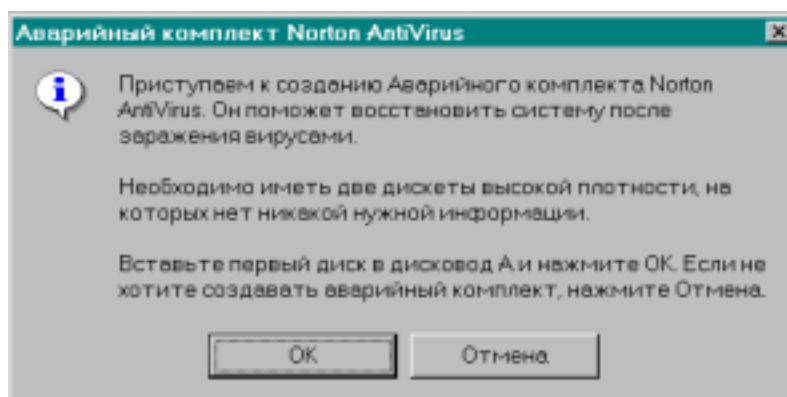 Аварийный комплект Norton AntiVirus
Приступаем к созданию Аварийного комплекта Norton
AntiVirus. Он поможет восстановить систему после
заражения вирусами.
Необходимо иметь две дискеты высокой плотности, на
которых нет никакой нужной информации.
Вставьте первый диск в дисковод А и нажмите ОК. Если не
хотите создавать аварийный комплект, нажмите Отмена.
ОК
Отмена